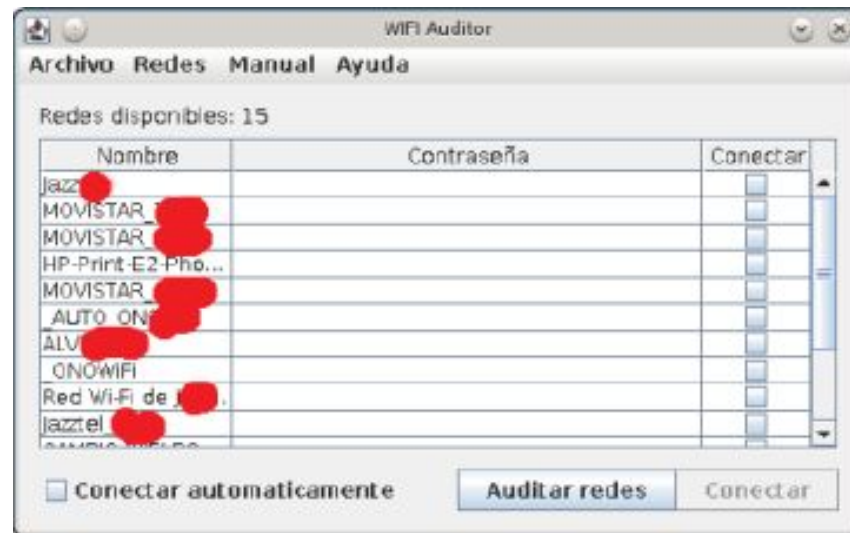 WIFI Auditor
Archivo Redes Manual Ayuda
Redes disponibles: 15
Nombre Contraseña Conectar
Jazz
MOVISTAR_
MOVISTAR_
HP-Print-E2-Pho...
MOVISTAR_
_AUTO_ON
ALV
_ONOWiFi
Red Wi-Fi de
Jazztel_
Conectar automaticamente Auditar redes Conectar